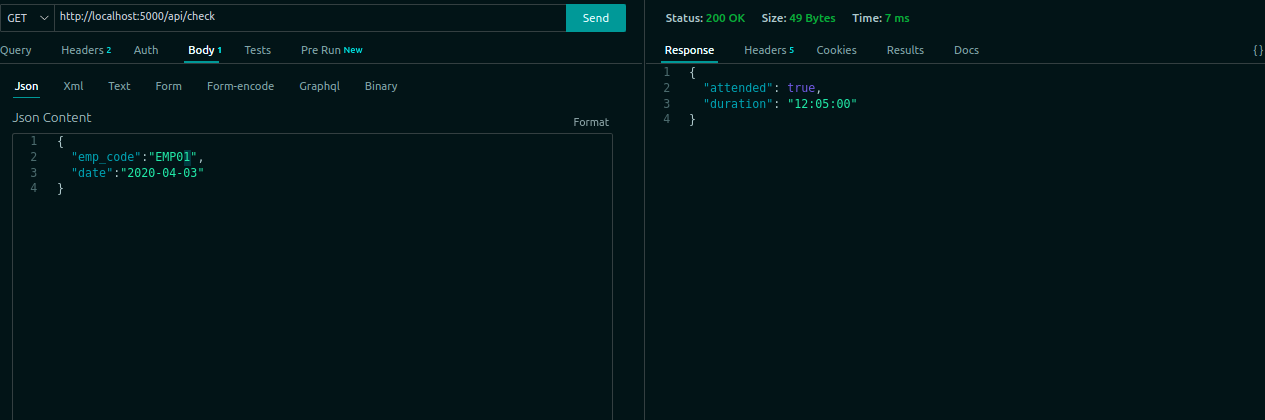 GET http://localhost:5000/api/check Send
Query Headers 2 Auth Body 1 Tests Pre Run New
Json Xml Text Form Form-encode Graphql Binary
Json Content Format
1 {
2 "emp_code":"EMP01",
3 "date":"2020-04-03"
4 }
Status: 200 OK Size: 49 Bytes Time: 7 ms
Response Headers 5 Cookies Results Docs {}
1 {
2 "attended": true,
3 "duration": "12:05:00"
4 }